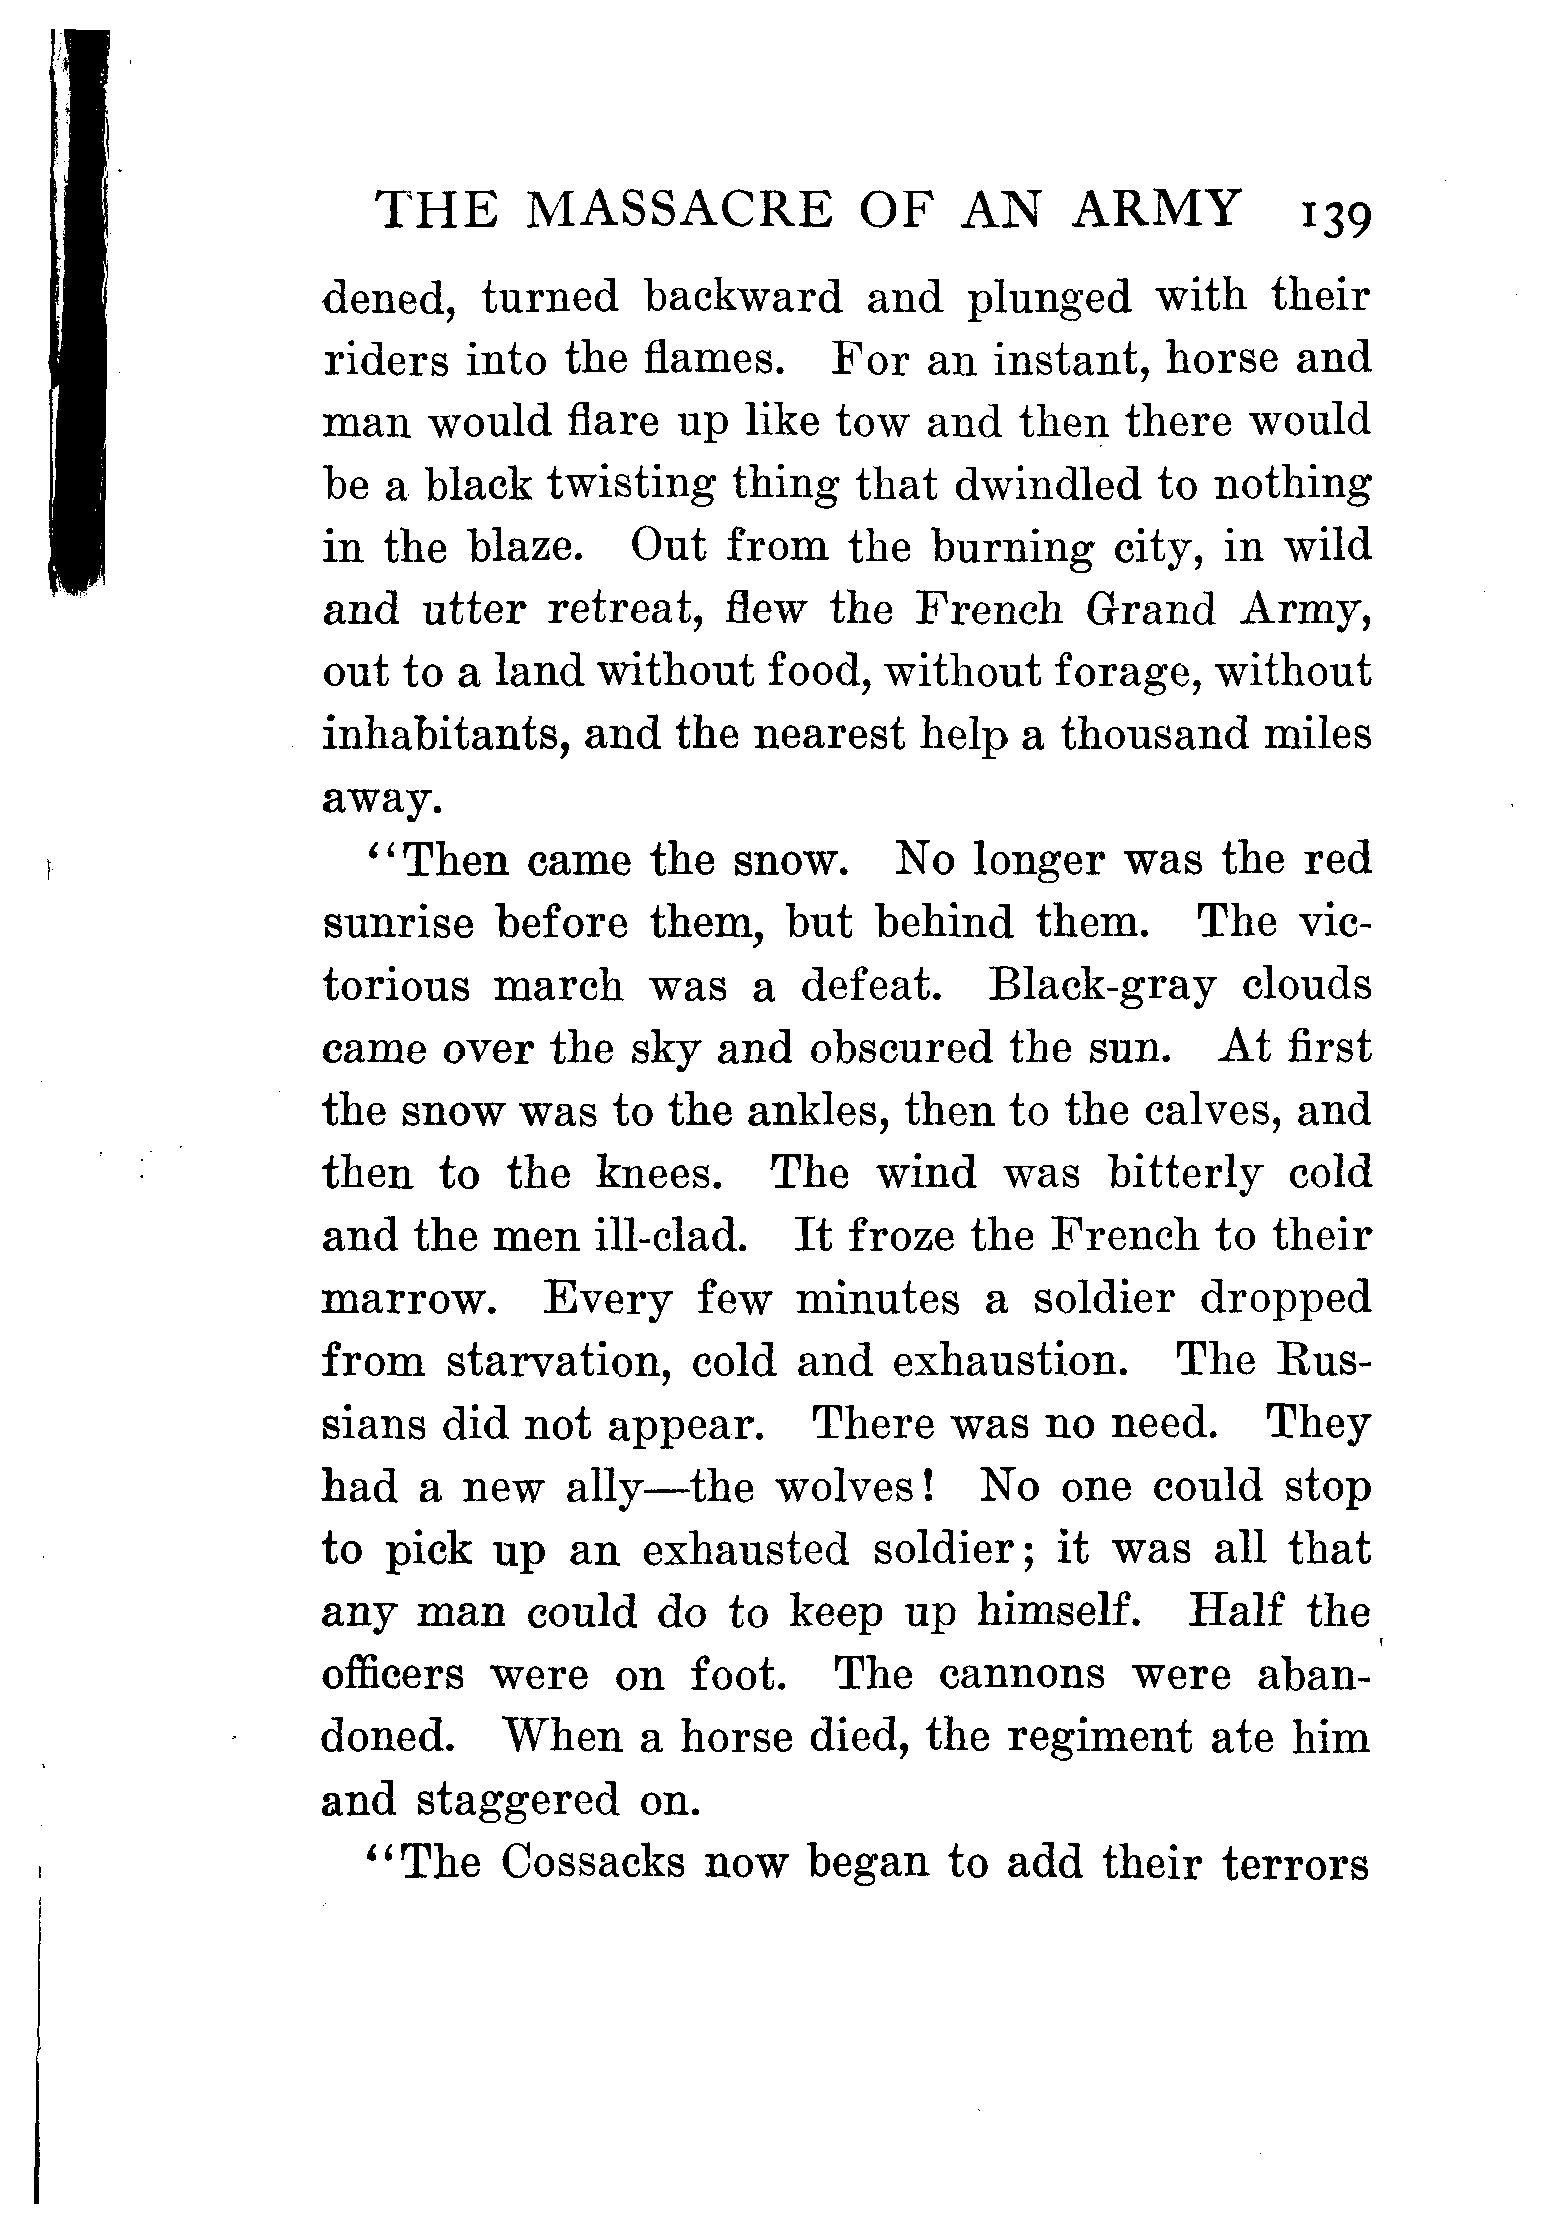 THE MASSACRE OF AN ARMY 139
dened, turned backward and plunged with their
riders into the flames. For an instant, horse and
man would flare up like tow and then there would
be a black twisting thing that dwindled to nothing
in the blaze. Out from the burning city, in wild
and utter retreat, flew the French Grand Army,
out to a land without food, without forage, without
inhabitants, and the nearest help a thousand miles
away.
“Then came the snow. No longer was the red
sunrise before them, but behind them. The vic-
torious march was a defeat. Black-gray clouds
came over the sky and obscured the sun. At first
the snow was to the ankles, then to the calves, and
then to the knees. The wind was bitterly cold
and the men ill-clad. It froze the French to their
marrow. Every few minutes a soldier dropped
from starvation, cold and exhaustion. The Rus-
sians did not appear. There was no need. They
had a new ally—the wolves! No one could stop
to pick up an exhausted soldier; it was all that
any man could do to keep up himself. Half the
officers were on foot. The cannons were aban-
doned. When a horse died, the regiment ate him
and staggered on.
“The Cossacks now began to add their terrors